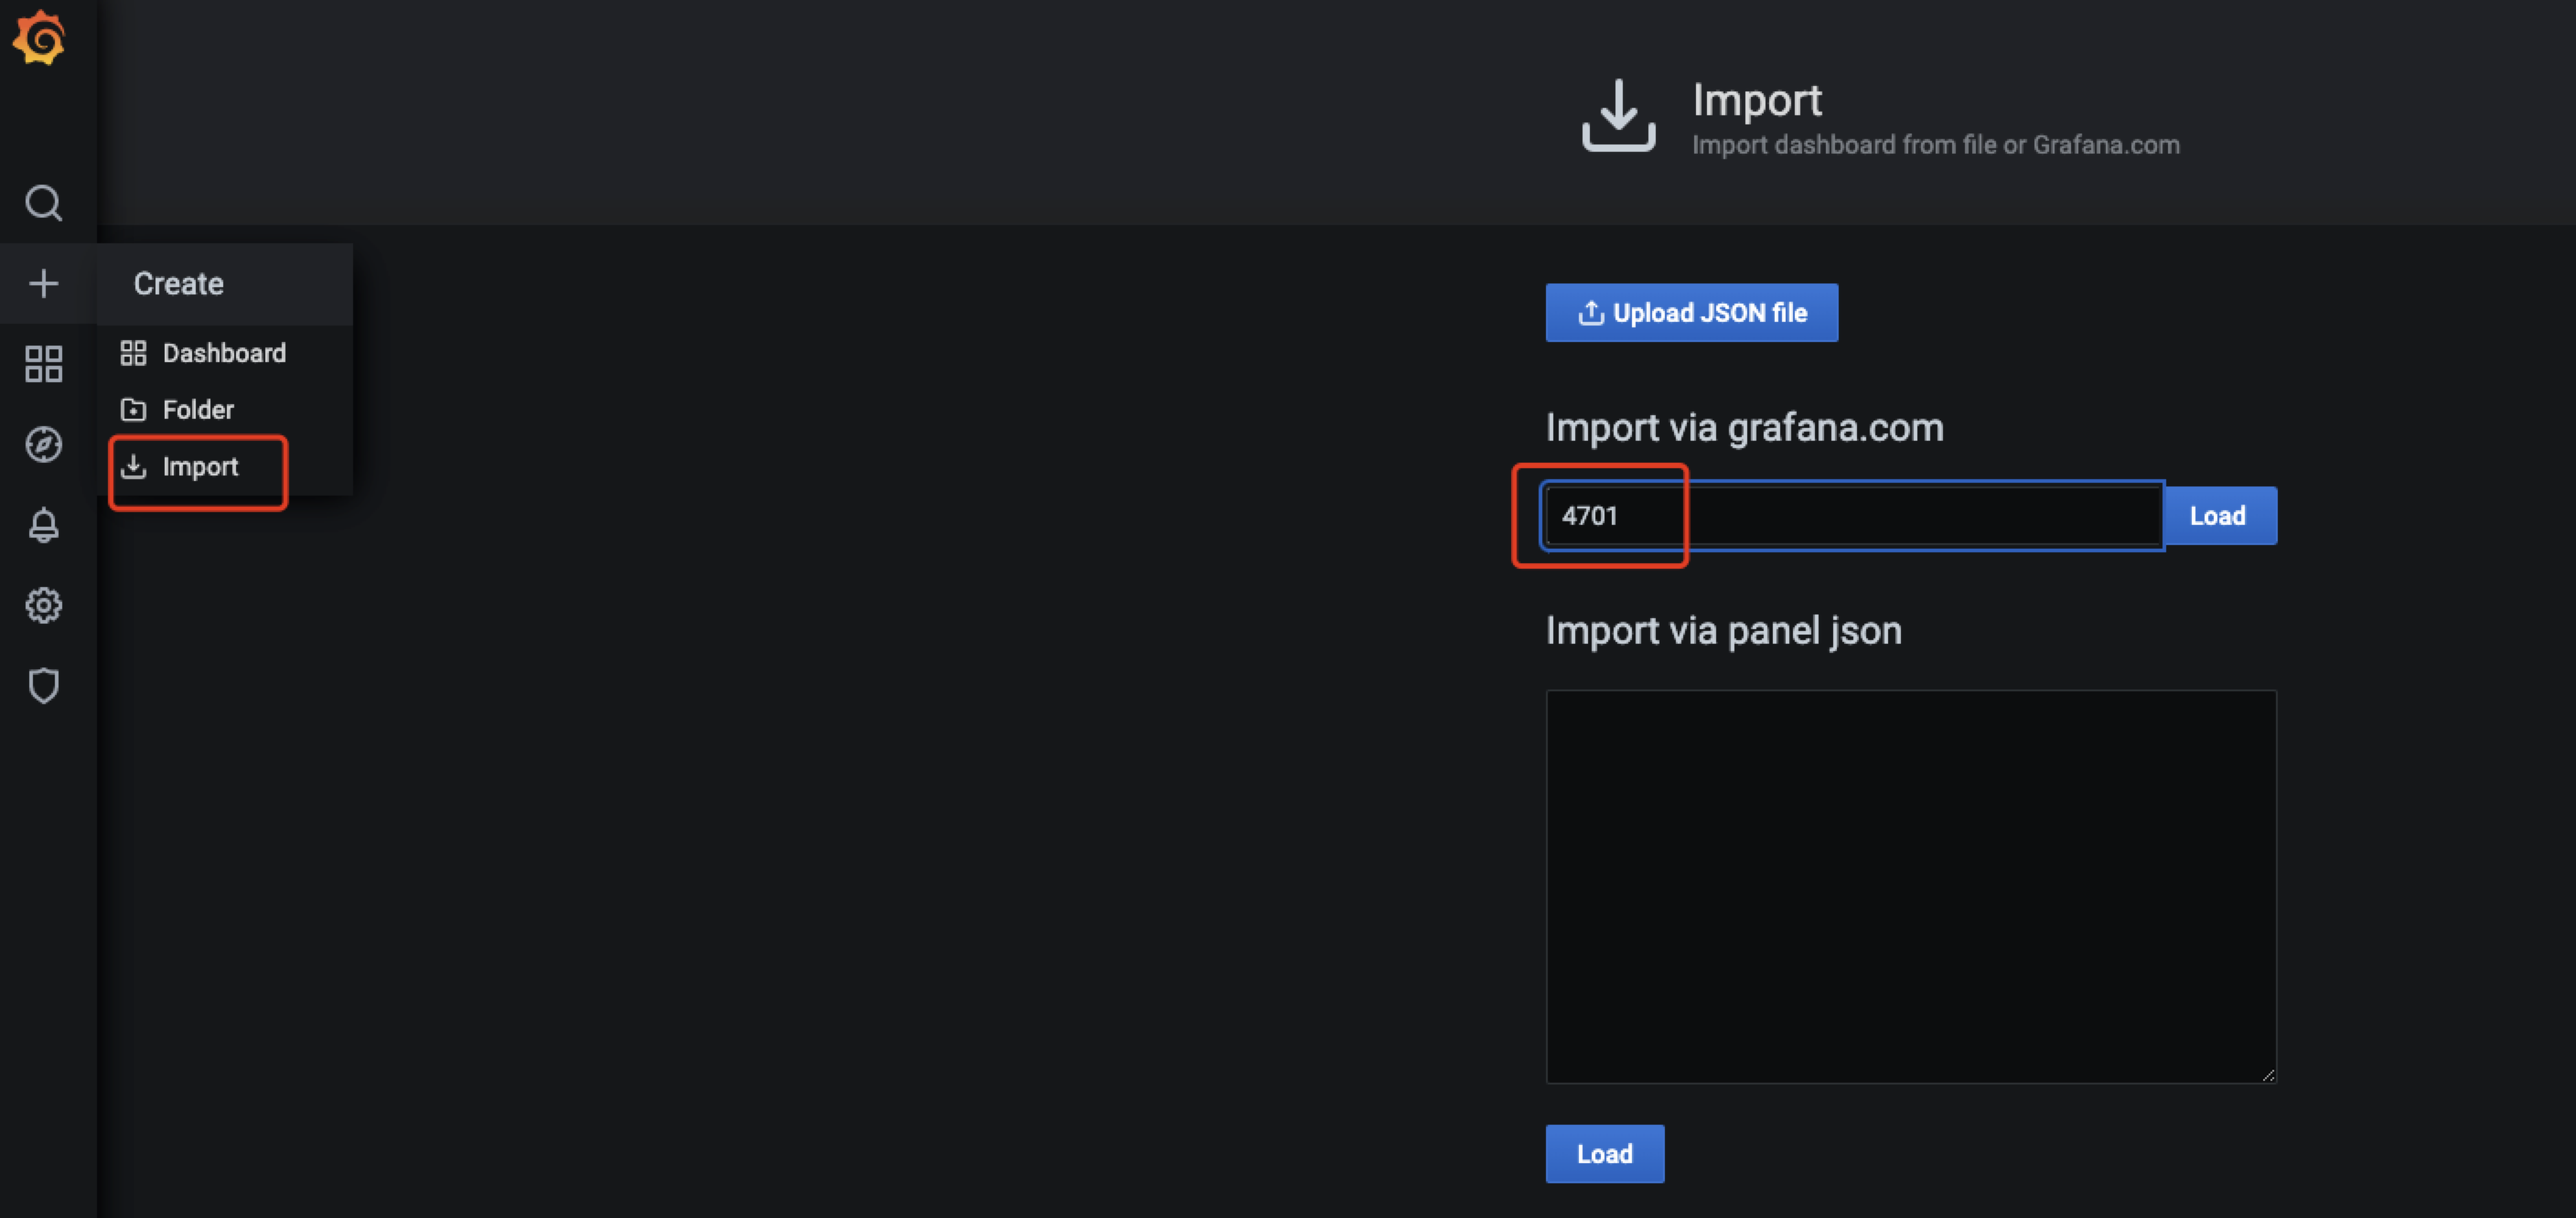 Import
Import dashboard from file or Grafana.com
Create
Dashboard
Folder
Import
Upload JSON file
Import via grafana.com
4701
Load
Import via panel json
Load